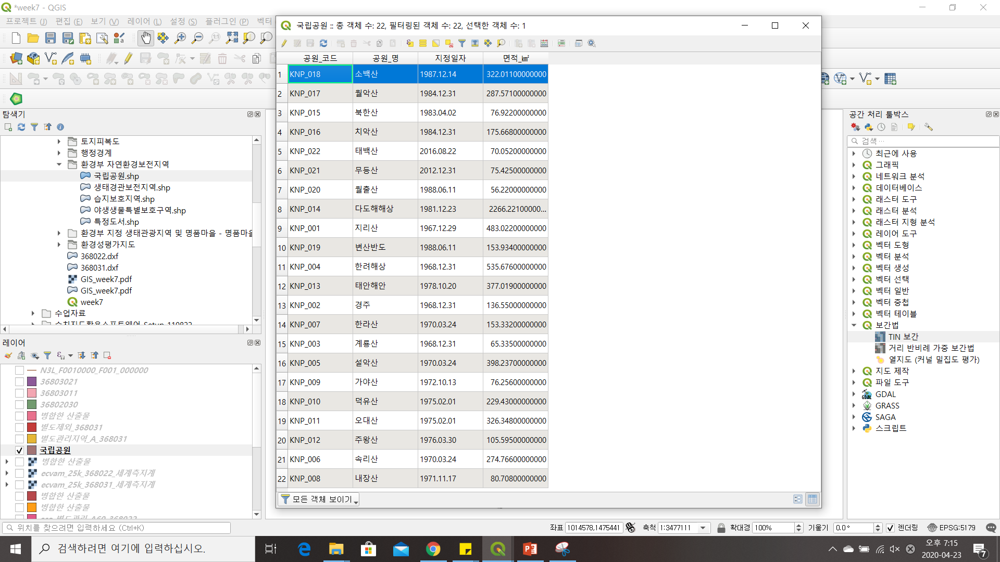 *week7 - QGIS
프로젝트 (J) 편집 (E) 보기 (V) 레이어 (L) 설정 (S) 플러그인 (P) 벡터
국립공원 :: 총 객체 수: 22, 필터링된 객체 수: 22, 선택한 객체 수: 1
공원_코드 공원_명 지정일자 면적_㎢
1 KNP_018 소백산 1987.12.14 322.01100000000
2 KNP_017 월악산 1984.12.31 287.57100000000
3 KNP_015 북한산 1983.04.02 76.92200000000
4 KNP_016 치악산 1984.12.31 175.66800000000
5 KNP_022 태백산 2016.08.22 70.05200000000
6 KNP_021 무등산 2012.12.31 75.42500000000
7 KNP_020 월출산 1988.06.11 56.22000000000
8 KNP_014 다도해해상 1981.12.23 2266.22100000...
9 KNP_001 지리산 1967.12.29 483.02200000000
10 KNP_019 변산반도 1988.06.11 153.93400000000
11 KNP_004 한려해상 1968.12.31 535.67600000000
12 KNP_013 태안해안 1978.10.20 377.01900000000
13 KNP_002 경주 1968.12.31 136.55000000000
14 KNP_007 한라산 1970.03.24 153.33200000000
15 KNP_003 계룡산 1968.12.31 65.33500000000
16 KNP_005 설악산 1970.03.24 398.23700000000
17 KNP_009 가야산 1972.10.13 76.25600000000
18 KNP_010 덕유산 1975.02.01 229.43000000000
19 KNP_011 오대산 1975.02.01 326.34800000000
20 KNP_012 주왕산 1976.03.30 105.59500000000
21 KNP_006 속리산 1970.03.24 274.76600000000
22 KNP_008 내장산 1971.11.17 80.70800000000
모든 객체 보이기
탐색기
토지피복도
행정경계
환경부 자연환경보전지역
국립공원.shp
생태경관보전지역.shp
습지보호지역.shp
야생생물특별보호구역.shp
특정도서.shp
환경부 지정 생태관광지역 및 명품마을 - 명품마을
환경성평가지도
368022.dxf
368031.dxf
GIS_week7.pdf
GIS_week7.pdf
week7
수업자료
수치지도활용소프트웨어_Setup_110822
레이어
N3L_F0010000_F001_000000
36803021
36803011
36802030
병합한 산출물
별도제외_368031
별도관리지역_A_368031
국립공원
병합한 산출물
ecvam_25k_368022_세계측지계
ecvam_25k_368031_세계측지계
병합한 산출물
병합한 산출물
공간 처리 툴박스
검색…
최근에 사용
그래픽
네트워크 분석
데이터베이스
래스터 도구
래스터 분석
래스터 지형 분석
레이어 도구
벡터 도형
벡터 분석
벡터 생성
벡터 선택
벡터 일반
벡터 중첩
벡터 테이블
보간법
TIN 보간
거리 반비례 가중 보간법
열지도 (커널 밀집도 평가)
지도 제작
파일 도구
GDAL
GRASS
SAGA
스크립트
위치를 찾으려면 입력하세요 (Ctrl+K)
좌표 1014578,1475441 축척 1:3477111 확대경 100% 기울기 0.0 ° 렌더링 EPSG:5179
검색하려면 여기에 입력하십시오.
오후 7:15
2020-04-23
7